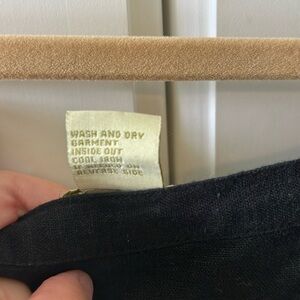 WASH AND DRY
GARMENT
INSIDE OUT
COOL IRON
IF NEEDED ON
REVERSE SIDE